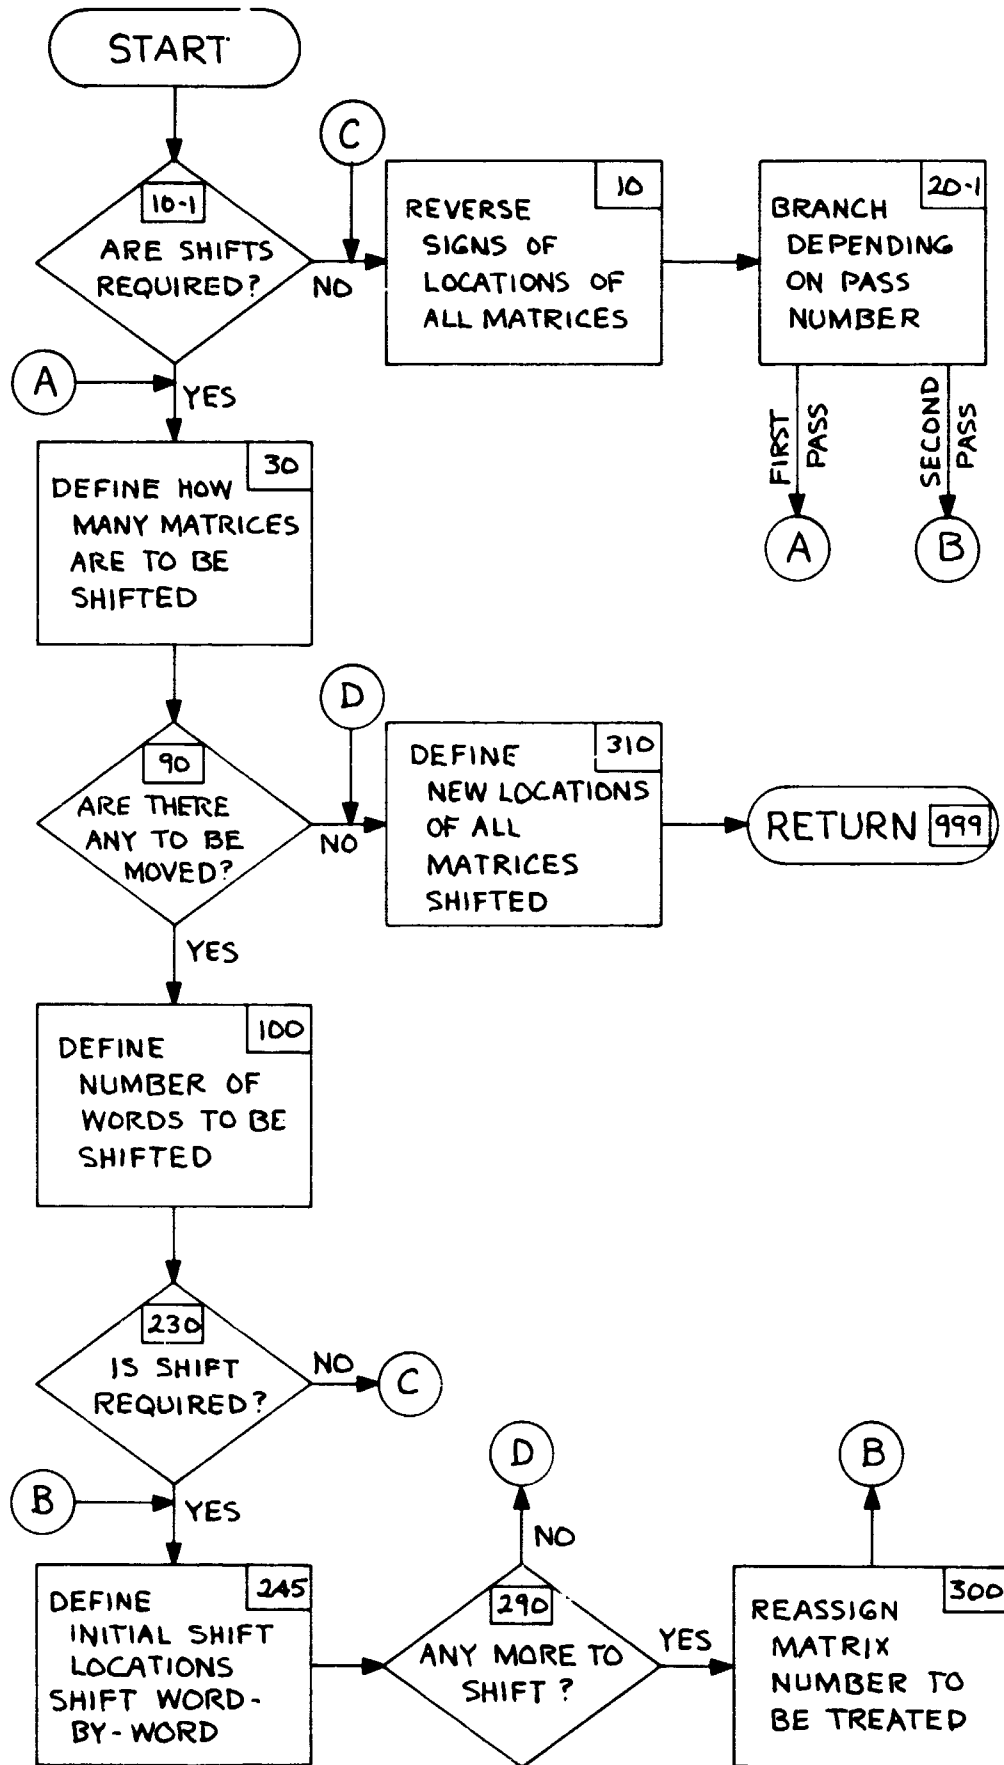 START
C
10-1
ARE SHIFTS
REQUIRED?
NO
10
REVERSE
SIGNS OF
LOCATIONS OF
ALL MATRICES
20-1
BRANCH
DEPENDING
ON PASS
NUMBER
A
YES
FIRST
PASS
SECOND
PASS
A
B
30
DEFINE HOW
MANY MATRICES
ARE TO BE
SHIFTED
D
90
ARE THERE
ANY TO BE
MOVED?
NO
310
DEFINE
NEW LOCATIONS
OF ALL
MATRICES
SHIFTED
RETURN 999
YES
100
DEFINE
NUMBER OF
WORDS TO BE
SHIFTED
230
IS SHIFT
REQUIRED?
NO
C
B
YES
D
NO
B
245
DEFINE
INITIAL SHIFT
LOCATIONS
SHIFT WORD-
BY-WORD
290
ANY MORE TO
SHIFT?
YES
300
REASSIGN
MATRIX
NUMBER TO
BE TREATED